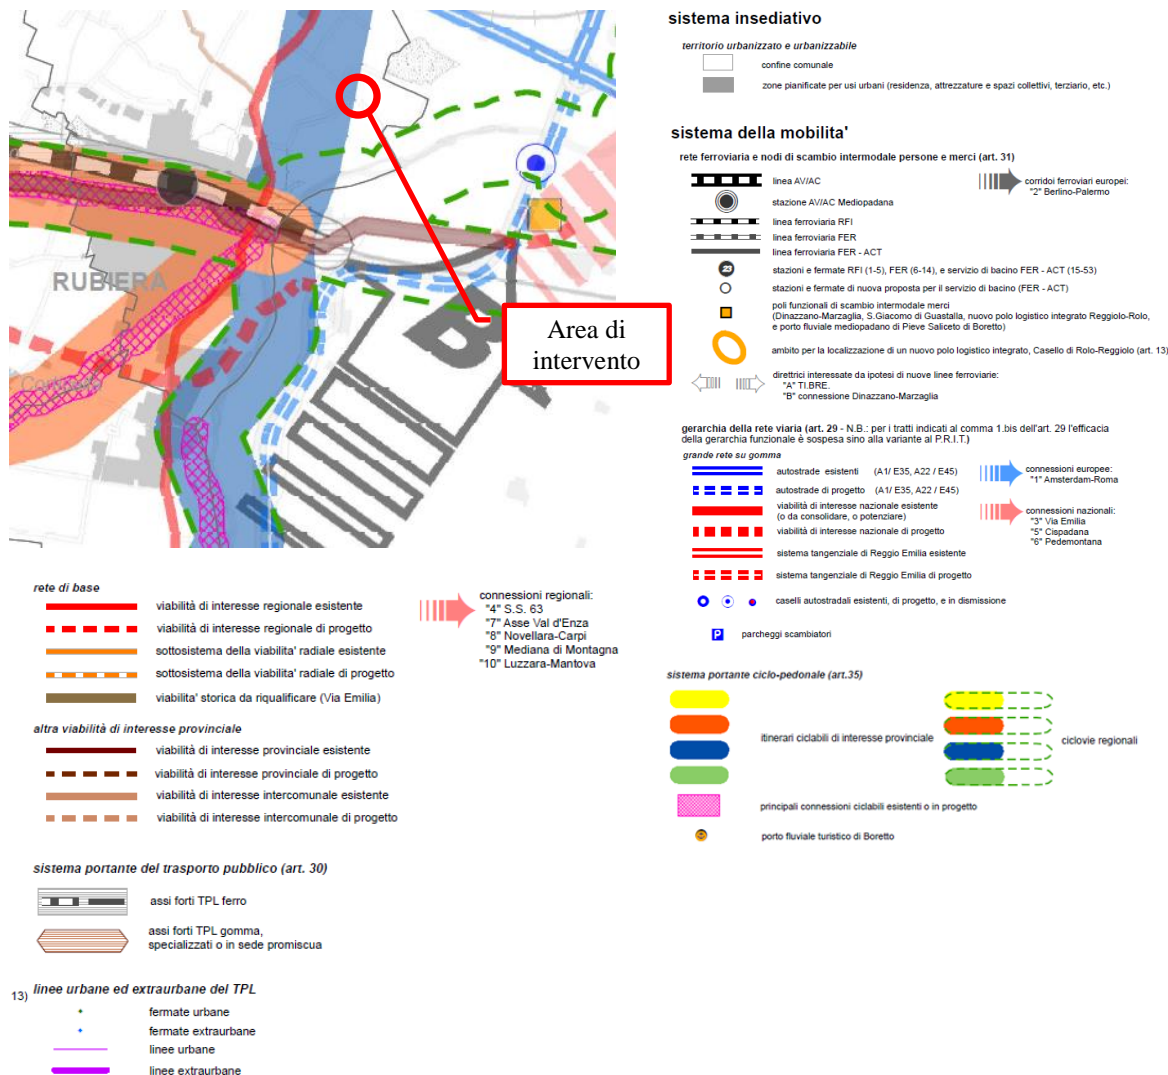 RUBIERA
B
Area di
intervento
sistema insediativo
territorio urbanizzato e urbanizzabile
confine comunale
zone pianificate per usi urbani (residenza, attrezzature e spazi collettivi, terziario, etc.)
sistema della mobilita'
rete ferroviaria e nodi di scambio intermodale persone e merci (art. 31)
linea AV/AC
stazione AV/AC Mediopadana
linea ferroviaria RFI
linea ferroviaria FER
linea ferroviaria FER - ACT
23
stazioni e fermate RFI (1-5), FER (6-14), e servizio di bacino FER - ACT (15-53)
stazioni e fermate di nuova proposta per il servizio di bacino (FER - ACT)
poli funzionali di scambio intermodale merci
(Dinazzano-Marzaglia, S.Giacomo di Guastalla, nuovo polo logistico integrato Reggiolo-Rolo,
e porto fluviale mediopadano di Pieve Saliceto di Boretto)
ambito per la localizzazione di un nuovo polo logistico integrato, Casello di Rolo-Reggiolo (art. 13)
direttrici interessate da ipotesi di nuove linee ferroviarie:
"A" TI.BRE.
"B" connessione Dinazzano-Marzaglia
corridoi ferroviari europei:
"2" Berlino-Palermo
gerarchia della rete viaria (art. 29 - N.B.: per i tratti indicati al comma 1.bis dell'art. 29 l'efficacia
della gerarchia funzionale è sospesa sino alla variante al P.R.I.T.)
grande rete su gomma
autostrade esistenti (A1/ E35, A22 / E45)
autostrade di progetto (A1/ E35, A22 / E45)
viabilità di interesse nazionale esistente
(o da consolidare, o potenziare)
viabilità di interesse nazionale di progetto
sistema tangenziale di Reggio Emilia esistente
sistema tangenziale di Reggio Emilia di progetto
caselli autostradali esistenti, di progetto, e in dismissione
P
parcheggi scambiatori
connessioni europee:
"1" Amsterdam-Roma
connessioni nazionali:
"3" Via Emilia
"5" Cispadana
"6" Pedemontana
sistema portante ciclo-pedonale (art.35)
itinerari ciclabili di interesse provinciale
ciclovie regionali
principali connessioni ciclabili esistenti o in progetto
porto fluviale turistico di Boretto
rete di base
viabilità di interesse regionale esistente
viabilità di interesse regionale di progetto
sottosistema della viabilita' radiale esistente
sottosistema della viabilita' radiale di progetto
viabilita' storica da riqualificare (Via Emilia)
connessioni regionali:
"4" S.S. 63
"7" Asse Val d'Enza
"8" Novellara-Carpi
"9" Mediana di Montagna
"10" Luzzara-Mantova
altra viabilità di interesse provinciale
viabilità di interesse provinciale esistente
viabilità di interesse provinciale di progetto
viabilità di interesse intercomunale esistente
viabilità di interesse intercomunale di progetto
sistema portante del trasporto pubblico (art. 30)
assi forti TPL ferro
assi forti TPL gomma,
specializzati o in sede promiscua
13)
linee urbane ed extraurbane del TPL
fermate urbane
fermate extraurbane
linee urbane
linee extraurbane